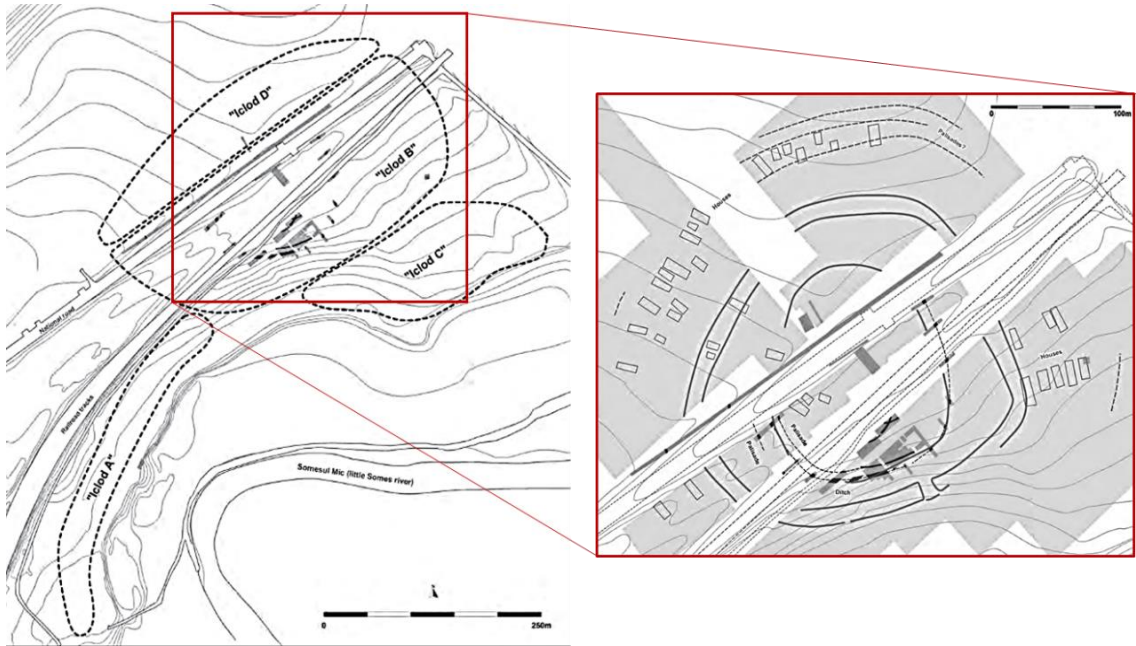 "Iclod D"
"Iclod B"
"Iclod C"
National road
Railroad tracks
"Iclod A"
Somesul Mic (little Somes river)
0 250m
0 100m
Palisades ?
Houses
Houses
Palisade
Palisade
Ditch